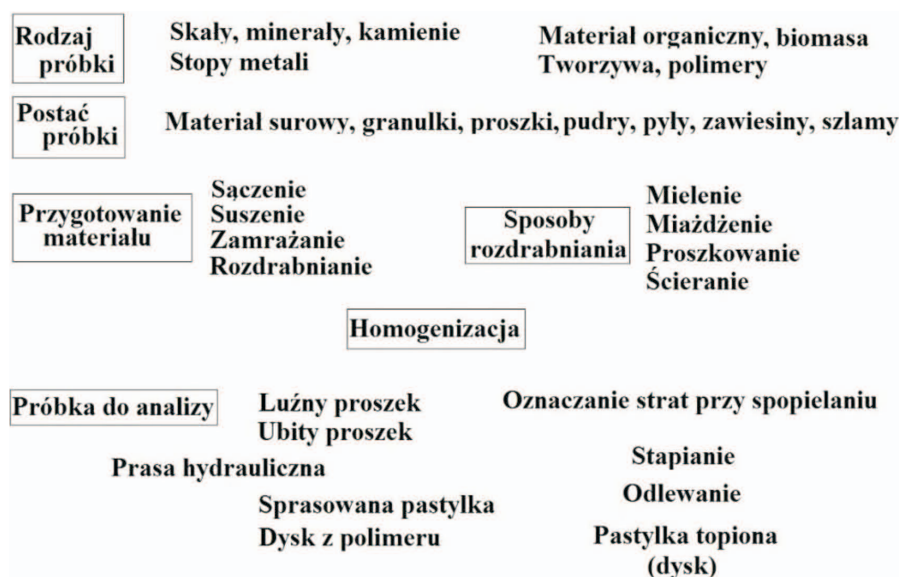 Rodzaj
próbki
Skały, minerały, kamienie
Stopy metali
Materiał organiczny, biomasa
Tworzywa, polimery
Postać
próbki
Materiał surowy, granulki, proszki, pudry, pyły, zawiesiny, szlamy
Przygotowanie
materiału
Sączenie
Suszenie
Zamrażanie
Rozdrabnianie
Sposoby
rozdrabniania
Mielenie
Miażdżenie
Proszkowanie
Ścieranie
Homogenizacja
Próbka do analizy
Luźny proszek
Ubity proszek
Prasa hydrauliczna
Sprasowana pastylka
Dysk z polimeru
Oznaczanie strat przy spopielaniu
Stapianie
Odlewanie
Pastylka topiona
(dysk)